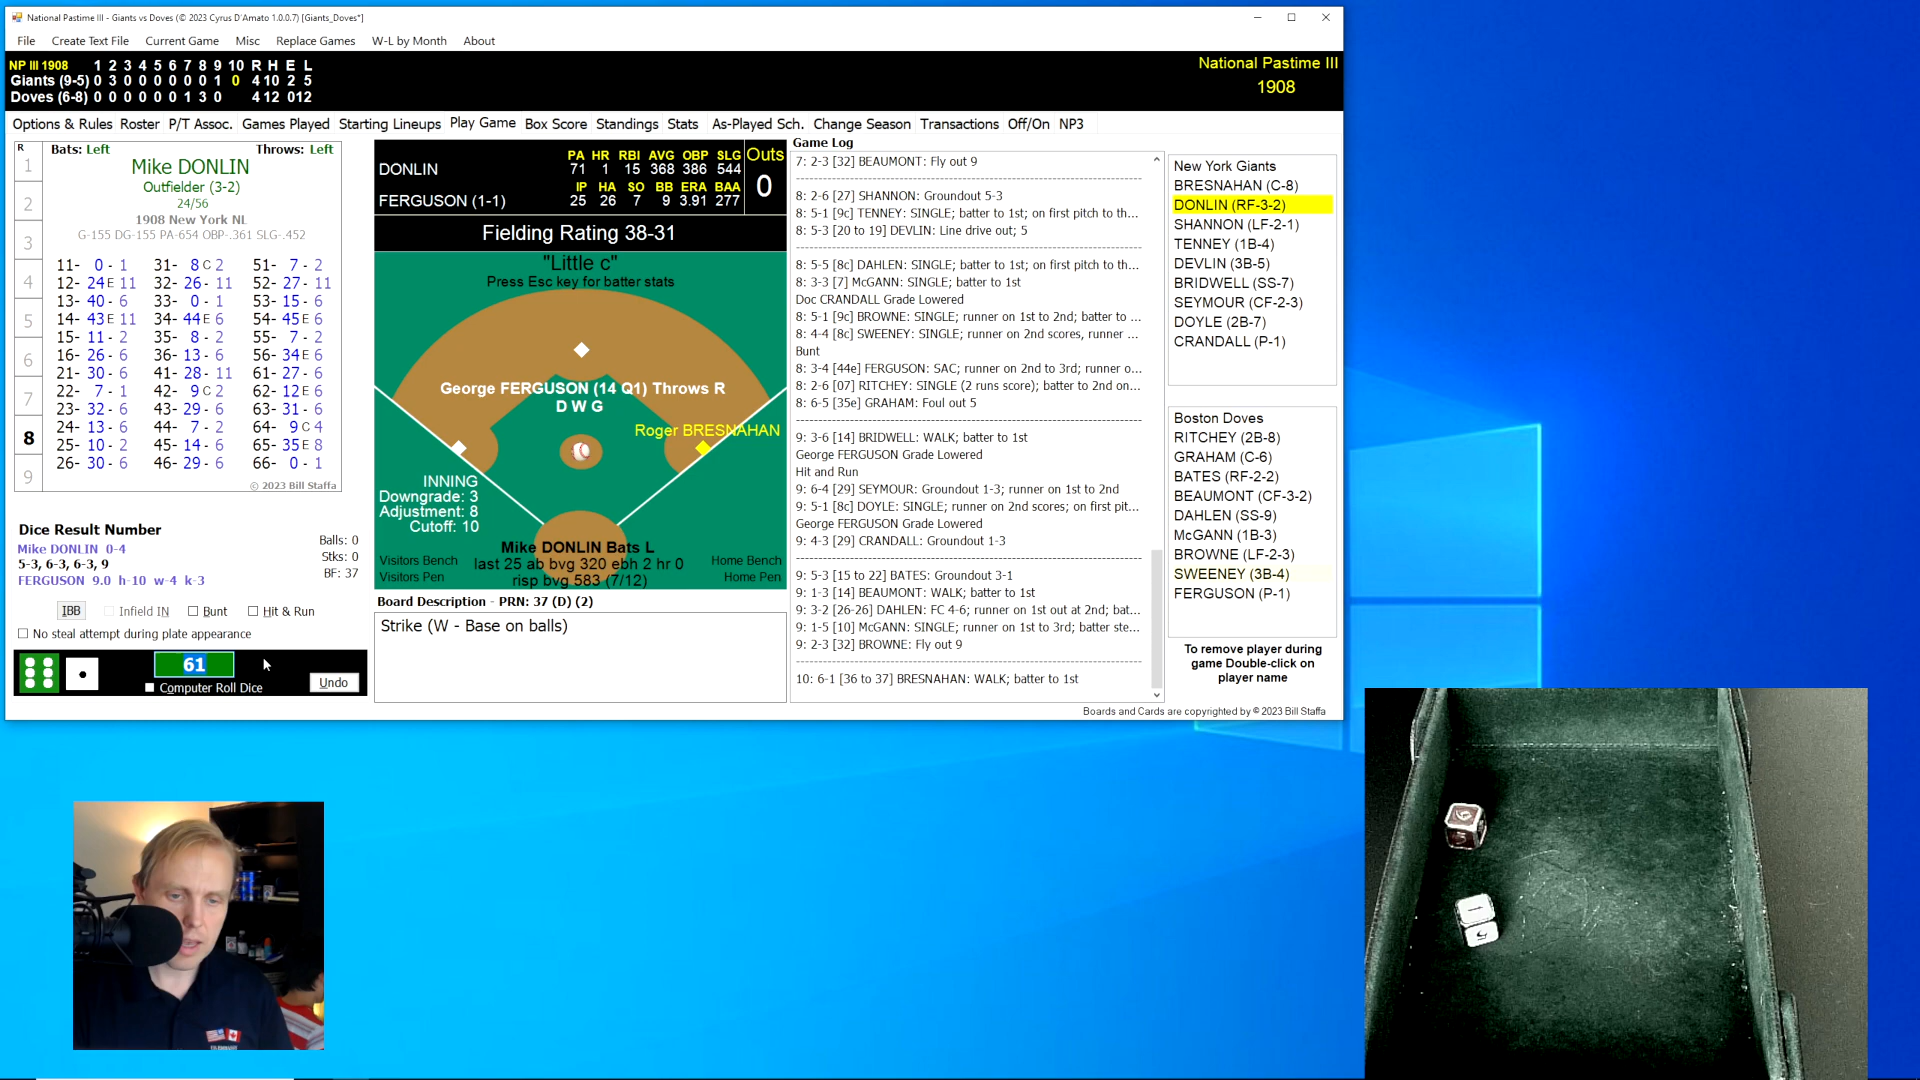 National Pastime III - Giants vs Doves (© 2023 Cyrus D'Amato 1.0.0.7) [Giants_Doves*]
File Create Text File Current Game Misc Replace Games W-L by Month About
NP III 1908 1 2 3 4 5 6 7 8 9 10 R H E L
Giants (9-5) 0 3 0 0 0 0 0 0 1 0 4 10 2 5
Doves (6-8) 0 0 0 0 0 0 1 3 0 4 12 0 12
National Pastime III
1908
Options & Rules Roster P/T Assoc. Games Played Starting Lineups Play Game Box Score Standings Stats As-Played Sch. Change Season Transactions Off/On NP3
R
1
2
3
4
5
6
7
8
9
Bats: Left Throws: Left
Mike DONLIN
Outfielder (3-2)
24/56
1908 New York NL
G-155 DG-155 PA-654 OBP-.361 SLG-.452
11- 0 - 1 31- 8 C 2 51- 7 - 2
12- 24 E 11 32- 26 - 11 52- 27 - 11
13- 40 - 6 33- 0 - 1 53- 15 - 6
14- 43 E 11 34- 44 E 6 54- 45 E 6
15- 11 - 2 35- 8 - 2 55- 7 - 2
16- 26 - 6 36- 13 - 6 56- 34 E 6
21- 30 - 6 41- 28 - 11 61- 27 - 6
22- 7 - 1 42- 9 C 2 62- 12 E 6
23- 32 - 6 43- 29 - 6 63- 31 - 6
24- 13 - 6 44- 7 - 2 64- 9 C 4
25- 10 - 2 45- 14 - 6 65- 35 E 8
26- 30 - 6 46- 29 - 6 66- 0 - 1
© 2023 Bill Staffa
Dice Result Number
Mike DONLIN 0-4
5-3, 6-3, 6-3, 9
FERGUSON 9.0 h-10 w-4 k-3
Balls: 0
Stks: 0
BF: 37
IBB Infield IN Bunt Hit & Run
No steal attempt during plate appearance
61
Computer Roll Dice
Undo
PA HR RBI AVG OBP SLG
DONLIN 71 1 15 368 386 544
IP HA SO BB ERA BAA
FERGUSON (1-1) 25 26 7 9 3.91 277
Outs
0
Fielding Rating 38-31
"Little c"
Press Esc key for batter stats
George FERGUSON (14 Q1) Throws R
D W G
Roger BRESNAHAN
INNING
Downgrade: 3
Adjustment: 8
Cutoff: 10
Mike DONLIN Bats L
last 25 ab bvg 320 ebh 2 hr 0
risp bvg 583 (7/12)
Visitors Bench
Visitors Pen
Home Bench
Home Pen
Board Description - PRN: 37 (D) (2)
Strike (W - Base on balls)
Game Log
7: 2-3 [32] BEAUMONT: Fly out 9
8: 2-6 [27] SHANNON: Groundout 5-3
8: 5-1 [9c] TENNEY: SINGLE; batter to 1st; on first pitch to th...
8: 5-3 [20 to 19] DEVLIN: Line drive out; 5
8: 5-5 [8c] DAHLEN: SINGLE; batter to 1st; on first pitch to th...
8: 3-3 [7] McGANN: SINGLE; batter to 1st
Doc CRANDALL Grade Lowered
8: 5-1 [9c] BROWNE: SINGLE; runner on 1st to 2nd; batter to ...
8: 4-4 [8c] SWEENEY: SINGLE; runner on 2nd scores, runner ...
Bunt
8: 3-4 [44e] FERGUSON: SAC; runner on 2nd to 3rd; runner o...
8: 2-6 [07] RITCHEY: SINGLE (2 runs score); batter to 2nd on...
8: 6-5 [35e] GRAHAM: Foul out 5
9: 3-6 [14] BRIDWELL: WALK; batter to 1st
George FERGUSON Grade Lowered
Hit and Run
9: 6-4 [29] SEYMOUR: Groundout 1-3; runner on 1st to 2nd
9: 5-1 [8c] DOYLE: SINGLE; runner on 2nd scores; on first pit...
George FERGUSON Grade Lowered
9: 4-3 [29] CRANDALL: Groundout 1-3
9: 5-3 [15 to 22] BATES: Groundout 3-1
9: 1-3 [14] BEAUMONT: WALK; batter to 1st
9: 3-2 [26-26] DAHLEN: FC 4-6; runner on 1st out at 2nd; bat...
9: 1-5 [10] McGANN: SINGLE; runner on 1st to 3rd; batter ste...
9: 2-3 [32] BROWNE: Fly out 9
10: 6-1 [36 to 37] BRESNAHAN: WALK; batter to 1st
New York Giants
BRESNAHAN (C-8)
DONLIN (RF-3-2)
SHANNON (LF-2-1)
TENNEY (1B-4)
DEVLIN (3B-5)
BRIDWELL (SS-7)
SEYMOUR (CF-2-3)
DOYLE (2B-7)
CRANDALL (P-1)
Boston Doves
RITCHEY (2B-8)
GRAHAM (C-6)
BATES (RF-2-2)
BEAUMONT (CF-3-2)
DAHLEN (SS-9)
McGANN (1B-3)
BROWNE (LF-2-3)
SWEENEY (3B-4)
FERGUSON (P-1)
To remove player during
game Double-click on
player name
Boards and Cards are copyrighted by © 2023 Bill Staffa